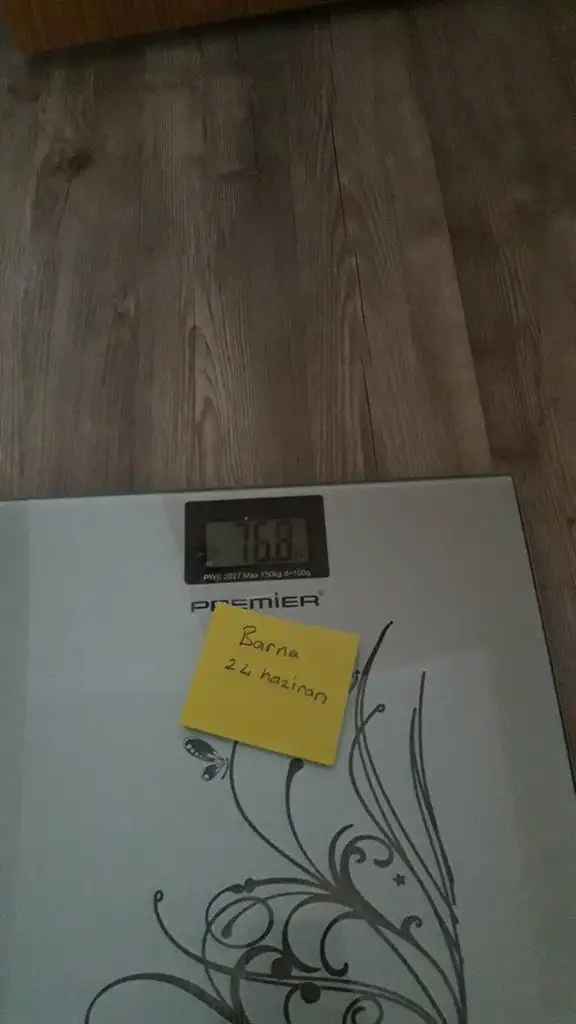 76.8
PWS 2027 Max 150kg d=100g
PREMIER
Barna
24 haziran